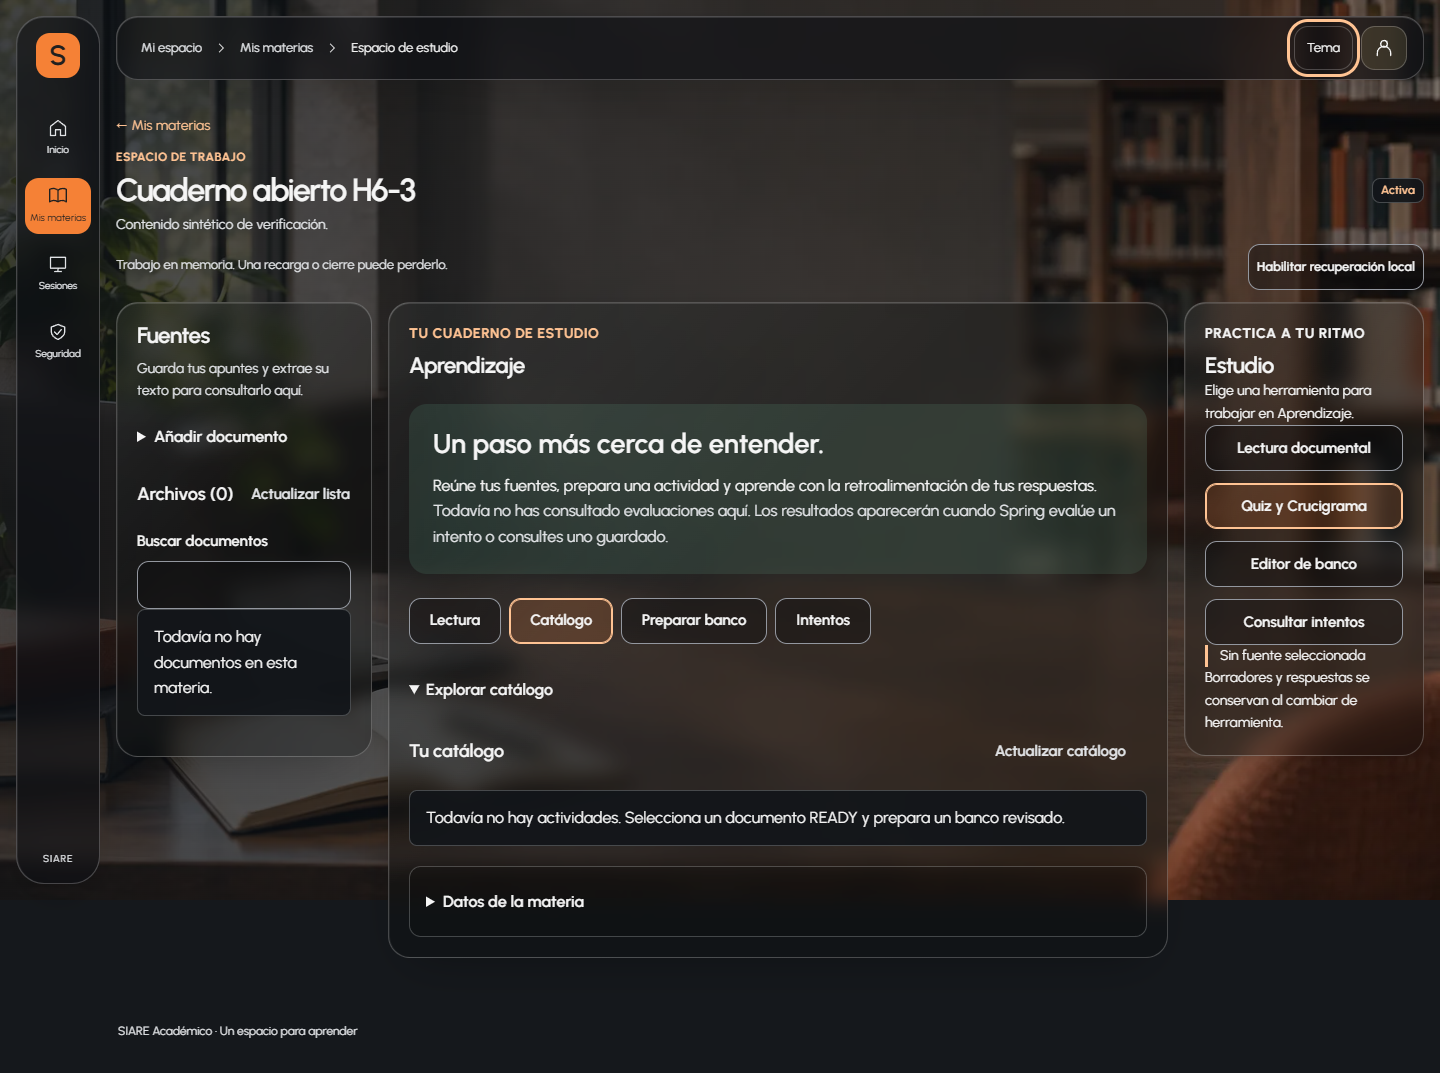 S
Inicio
Mis materias
Sesiones
Seguridad
SIARE
Mi espacio
Mis materias
Espacio de estudio
Tema
← Mis materias
ESPACIO DE TRABAJO
Cuaderno abierto H6-3
Activa
Contenido sintético de verificación.
Trabajo en memoria. Una recarga o cierre puede perderlo.
Habilitar recuperación local
Fuentes
Guarda tus apuntes y extrae su
texto para consultarlo aquí.
Añadir documento
Archivos (0)
Actualizar lista
Buscar documentos
Todavía no hay
documentos en esta
materia.
TU CUADERNO DE ESTUDIO
Aprendizaje
Un paso más cerca de entender.
Reúne tus fuentes, prepara una actividad y aprende con la retroalimentación de tus respuestas.
Todavía no has consultado evaluaciones aquí. Los resultados aparecerán cuando Spring evalúe un
intento o consultes uno guardado.
Lectura
Catálogo
Preparar banco
Intentos
Explorar catálogo
Tu catálogo
Actualizar catálogo
Todavía no hay actividades. Selecciona un documento READY y prepara un banco revisado.
Datos de la materia
PRACTICA A TU RITMO
Estudio
Elige una herramienta para
trabajar en Aprendizaje.
Lectura documental
Quiz y Crucigrama
Editor de banco
Consultar intentos
Sin fuente seleccionada
Borradores y respuestas se
conservan al cambiar de
herramienta.
SIARE Académico · Un espacio para aprender